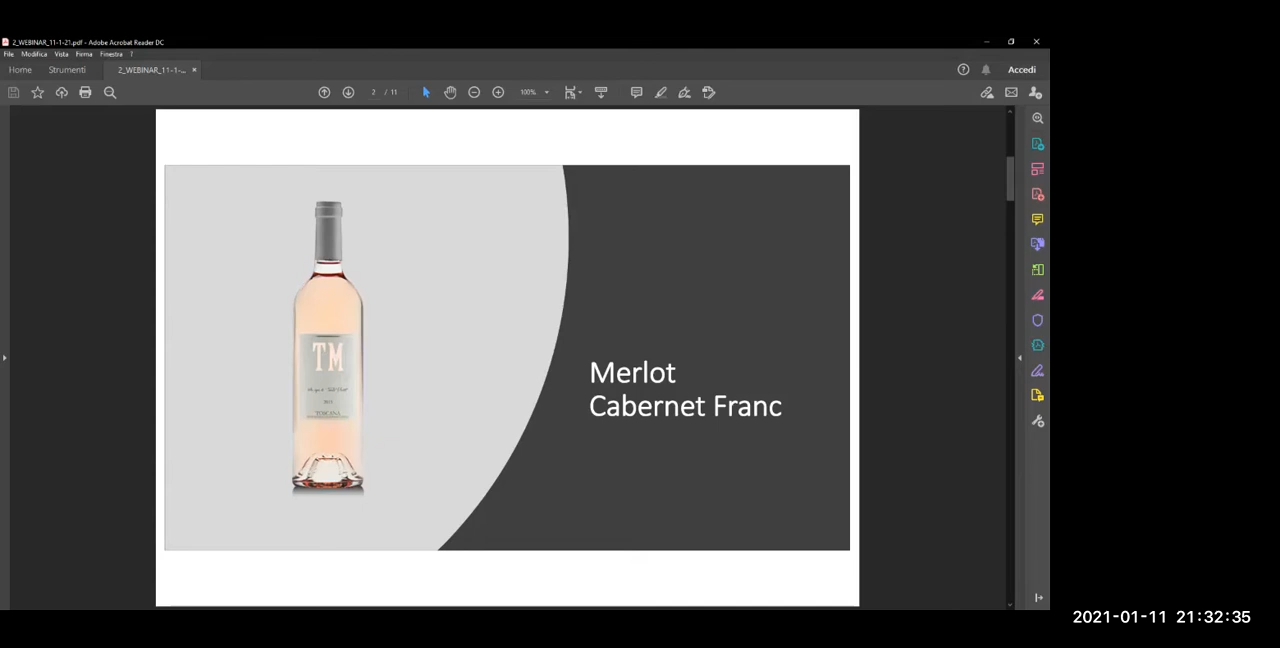 2_WEBINAR_11-1-21.pdf - Adobe Acrobat Reader DC
File Modifica Vista Firma Finestra ?
Home Strumenti 2_WEBINAR_11-1-... × Accedi
2 / 11 100%
TM
TOSCANA
Merlot
Cabernet Franc
2021-01-11 21:32:35